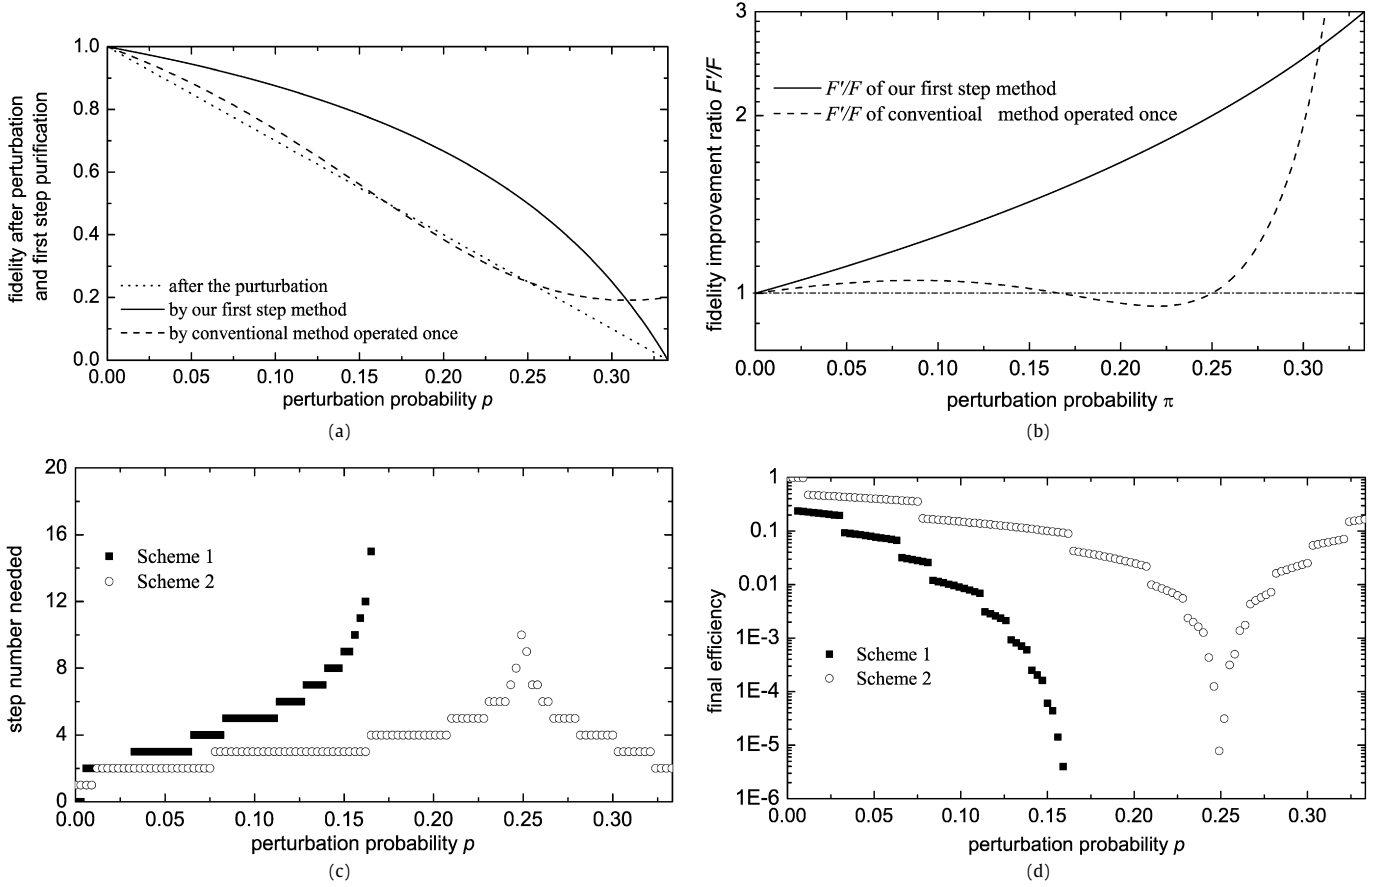 fidelity after perturbation
and first step purification
1.0
0.8
0.6
0.4
0.2
0.0
after the purturbation
by our first step method
by conventional method operated once
0.00 0.05 0.10 0.15 0.20 0.25 0.30
perturbation probability p
(a)
fidelity improvement ratio F'/F
3
2
1
F'/F of our first step method
F'/F of conventioal method operated once
0.00 0.05 0.10 0.15 0.20 0.25 0.30
perturbation probability π
(b)
step number needed
20
16
12
8
4
0
Scheme 1
Scheme 2
0.00 0.05 0.10 0.15 0.20 0.25 0.30
perturbation probability p
(c)
final efficiency
1
0.1
0.01
1E-3
1E-4
1E-5
1E-6
Scheme 1
Scheme 2
0.00 0.05 0.10 0.15 0.20 0.25 0.30
perturbation probability p
(d)